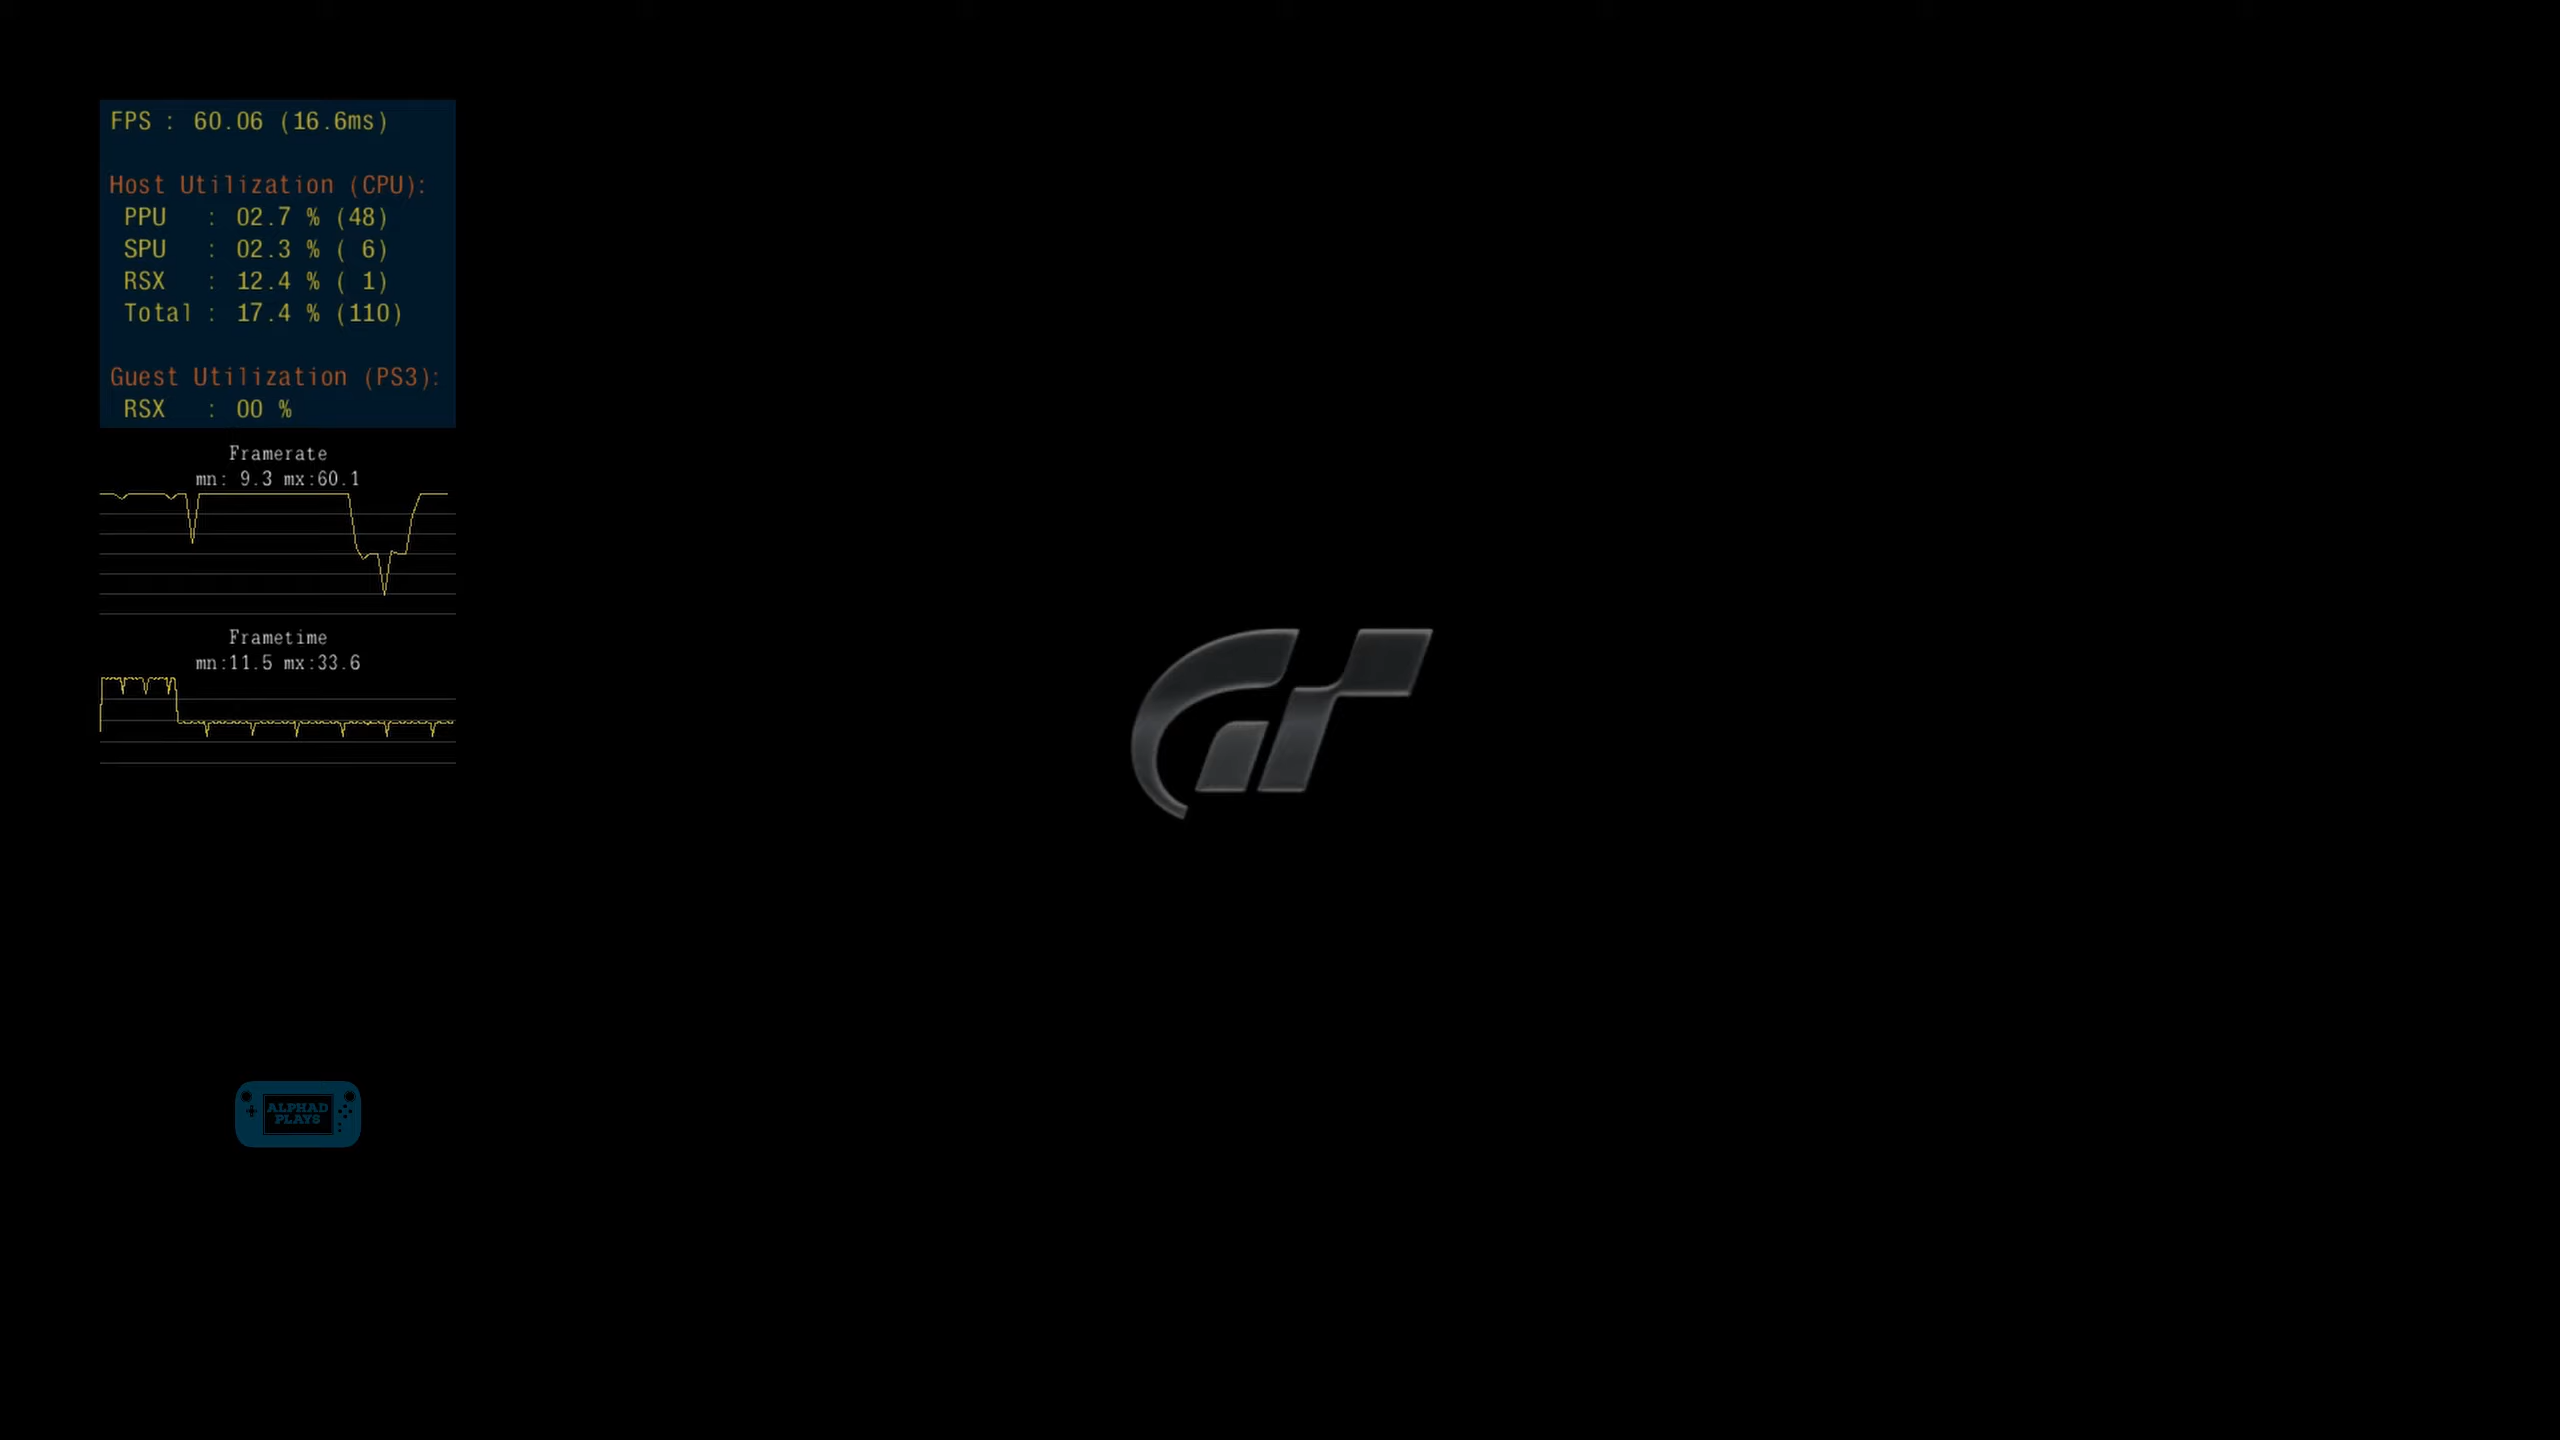 FPS : 60.06 (16.6ms)
Host Utilization (CPU):
PPU : 02.7 % (48)
SPU : 02.3 % ( 6)
RSX : 12.4 % ( 1)
Total : 17.4 % (110)
Guest Utilization (PS3):
RSX : 00 %
Framerate
mn: 9.3 mx:60.1
Frametime
mn:11.5 mx:33.6
GT
ALPHAD
PLAYS